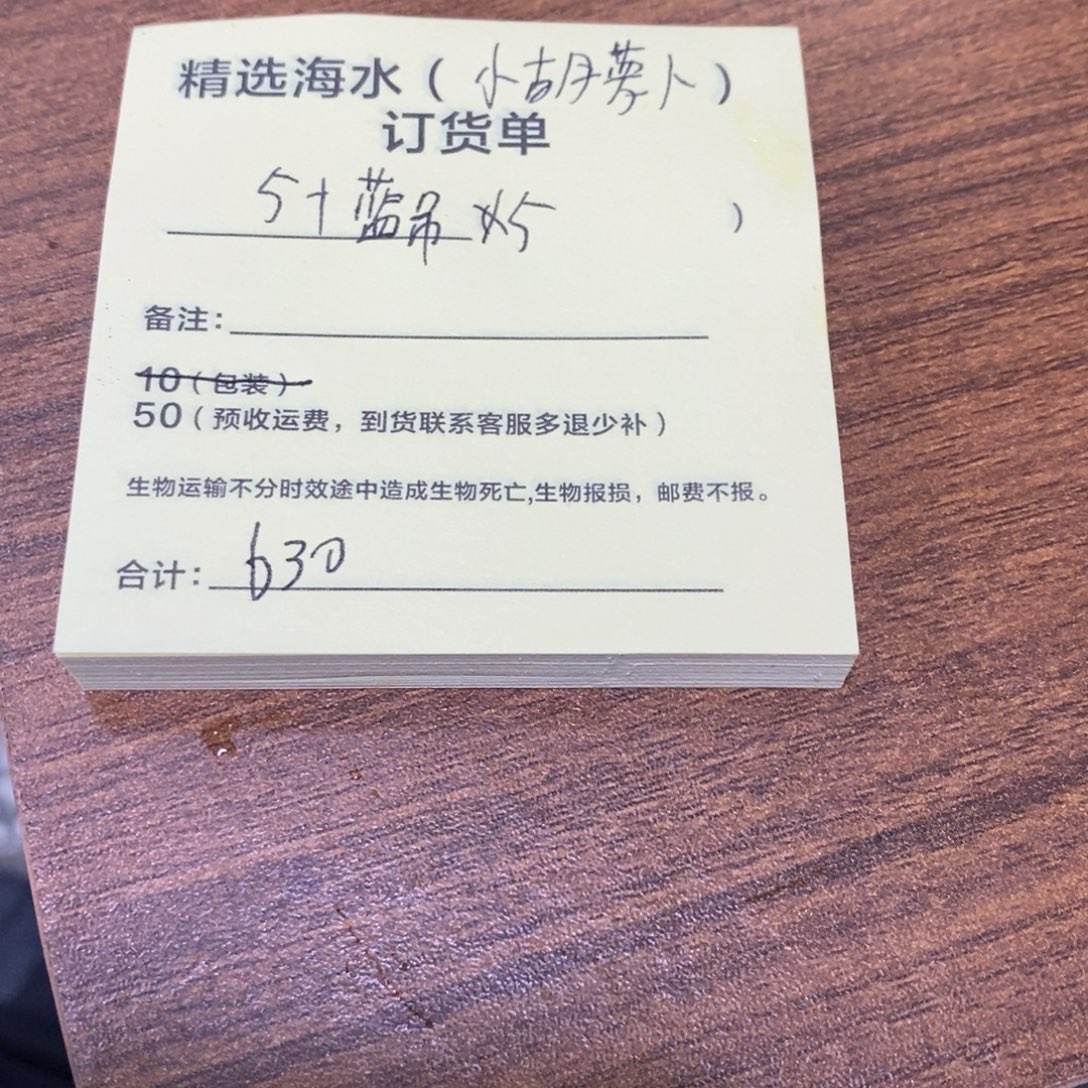 精选海水（小胡萝卜）
订货单
5+蓝吊x5 ）
备注：
10（包装）
50（预收运费，到货联系客服多退少补）
生物运输不分时效途中造成生物死亡,生物报损，邮费不报。
合计：630